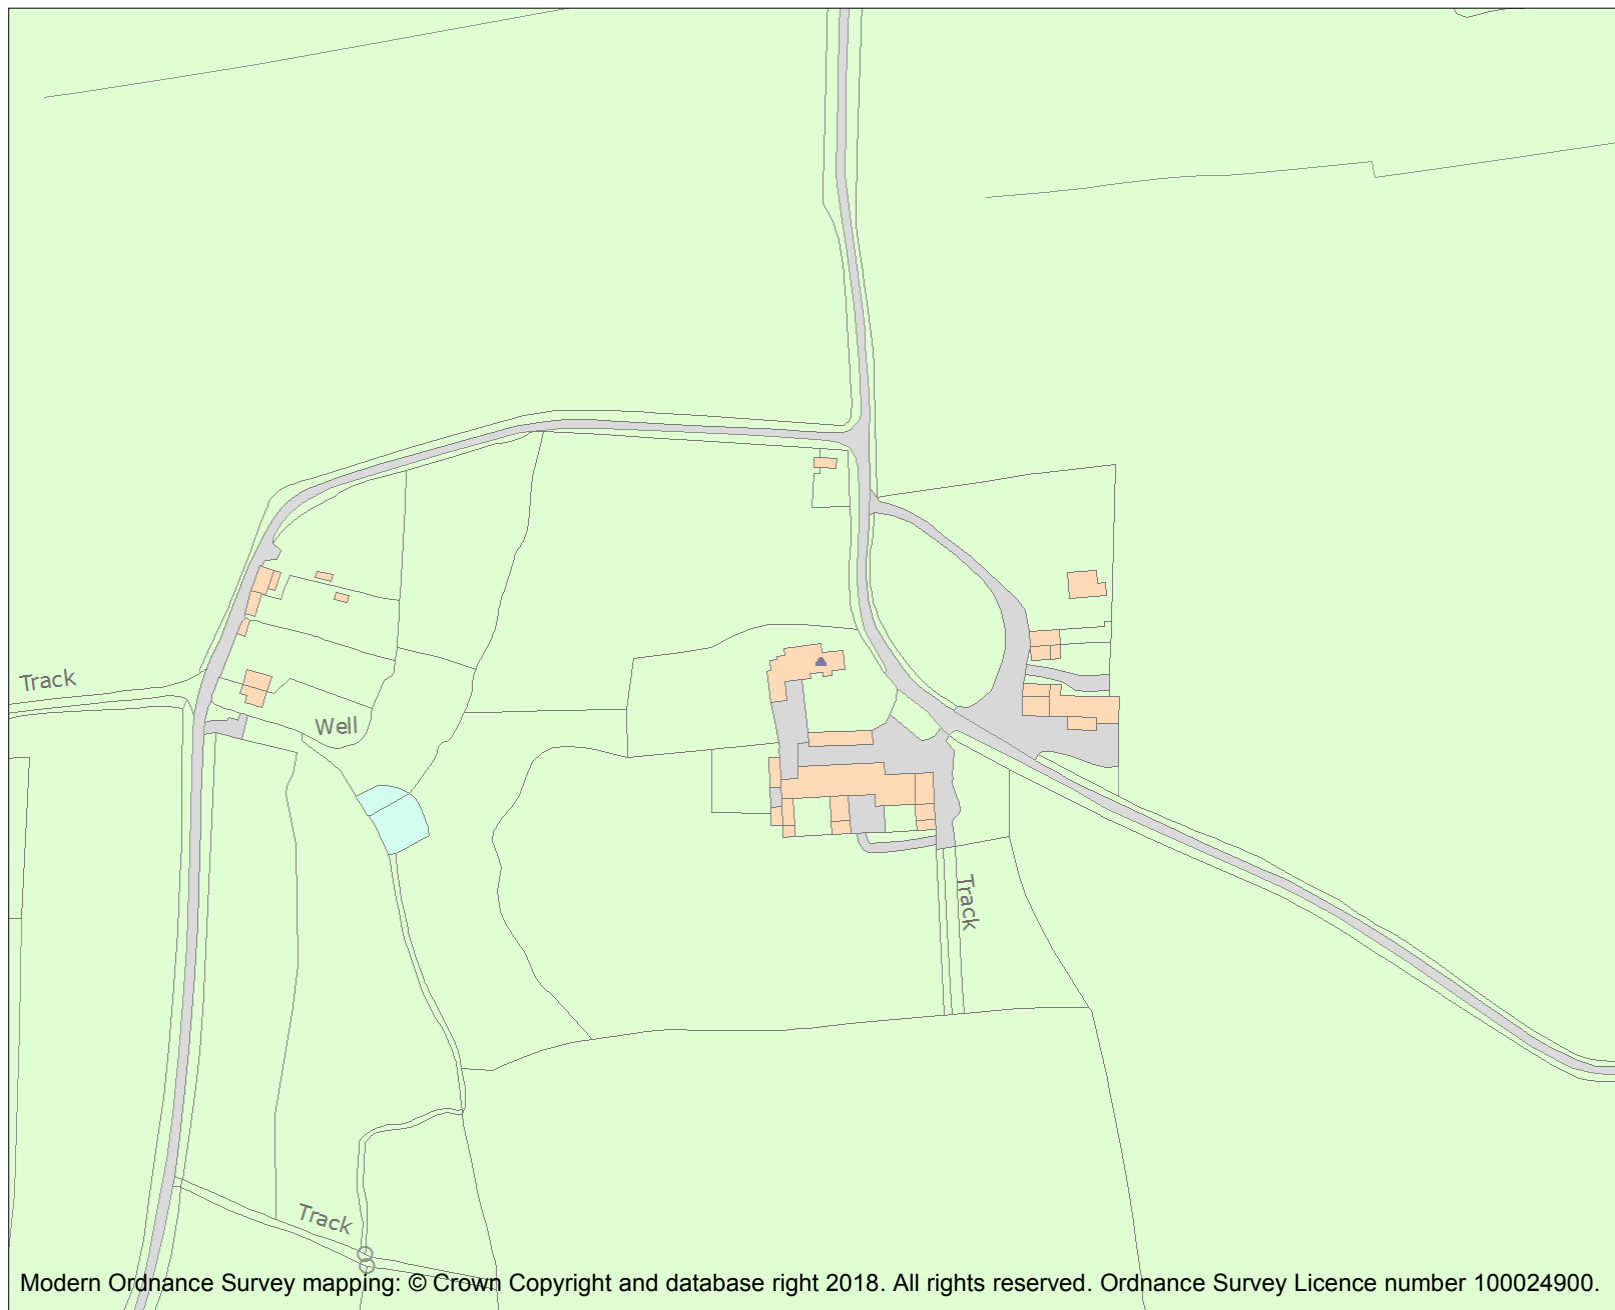 Track
Well
Track
Track
Modern Ordnance Survey mapping: © Crown Copyright and database right 2018. All rights reserved. Ordnance Survey Licence number 100024900.